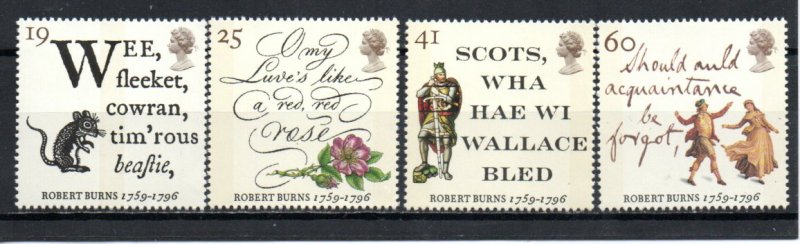 19
WEE,
fleeket,
cowran,
tim'rous
beastie,
ROBERT BURNS 1759-1796
25
O my
Luve's like
a red, red
rose
ROBERT BURNS 1759-1796
41
SCOTS,
WHA
HAE WI
WALLACE
BLED
ROBERT BURNS 1759-1796
60
Should auld
acquaintance
be
forgot,
ROBERT BURNS 1759-1796